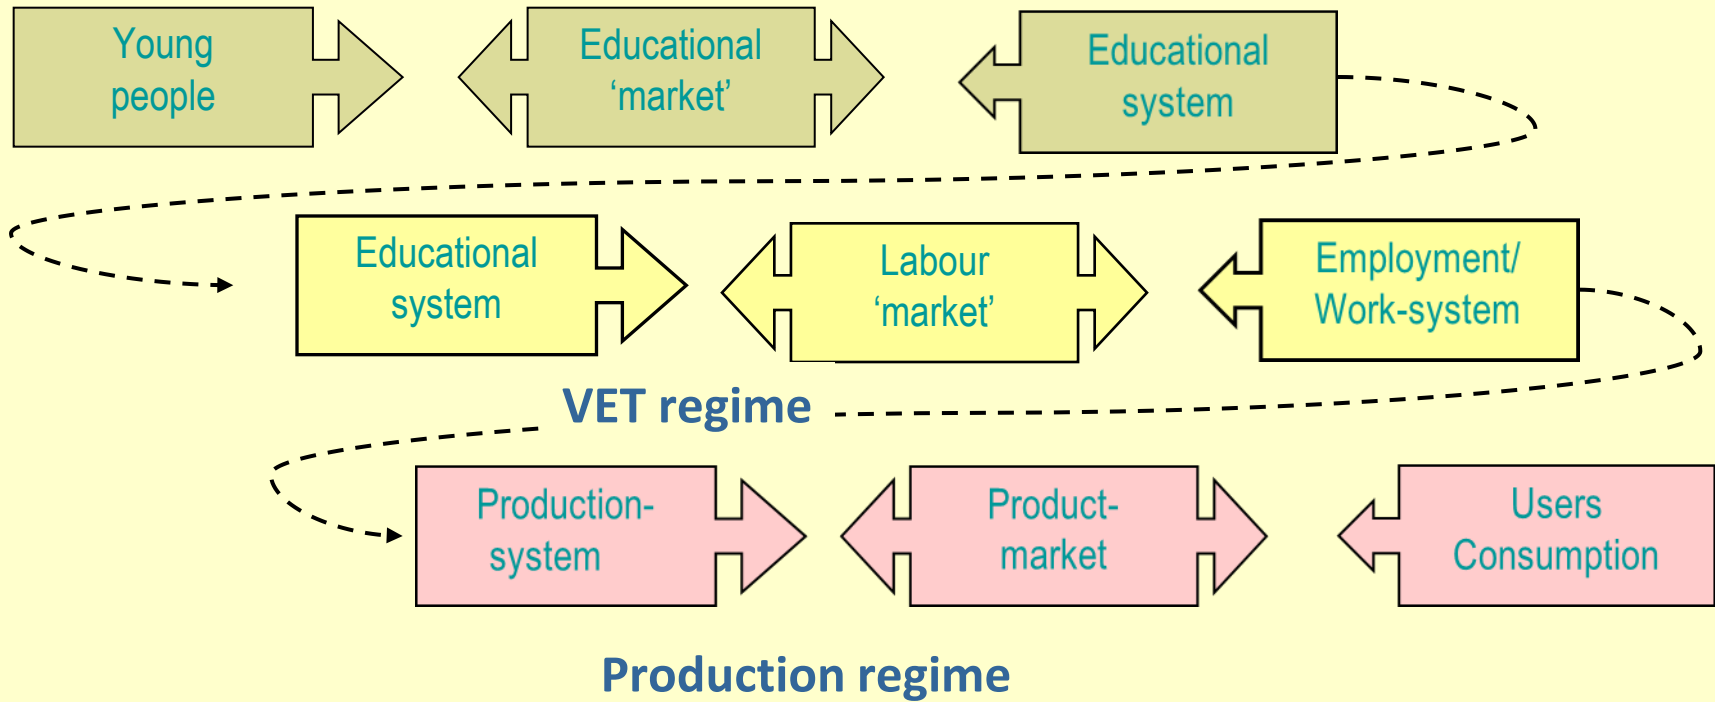 Young
people
Educational
‘market’
Educational
system
Educational
system
Labour
‘market’
Employment/
Work-system
VET regime
Production-
system
Product-
market
Users
Consumption
Production regime